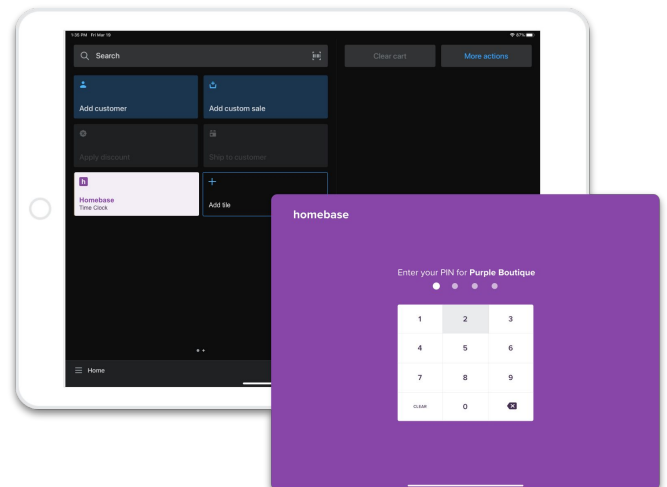 1:35 PM Fri Mar 19
87%
Search
Clear cart
More actions
Add customer
Add custom sale
Apply discount
Ship to customer
h
Homebase
Time Clock
Add tile
Home
homebase
Enter your PIN for Purple Boutique
1 2 3
4 5 6
7 8 9
CLEAR 0